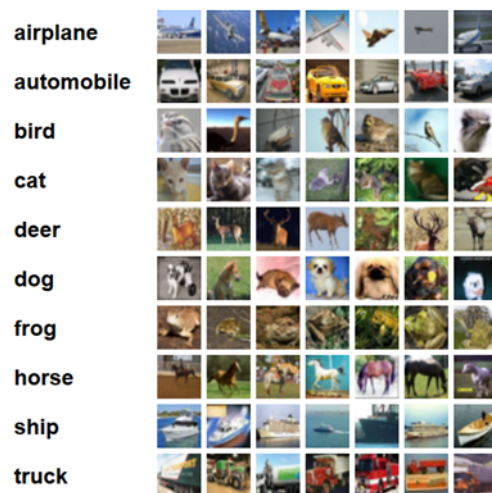 airplane
automobile
bird
cat
deer
dog
frog
horse
ship
truck